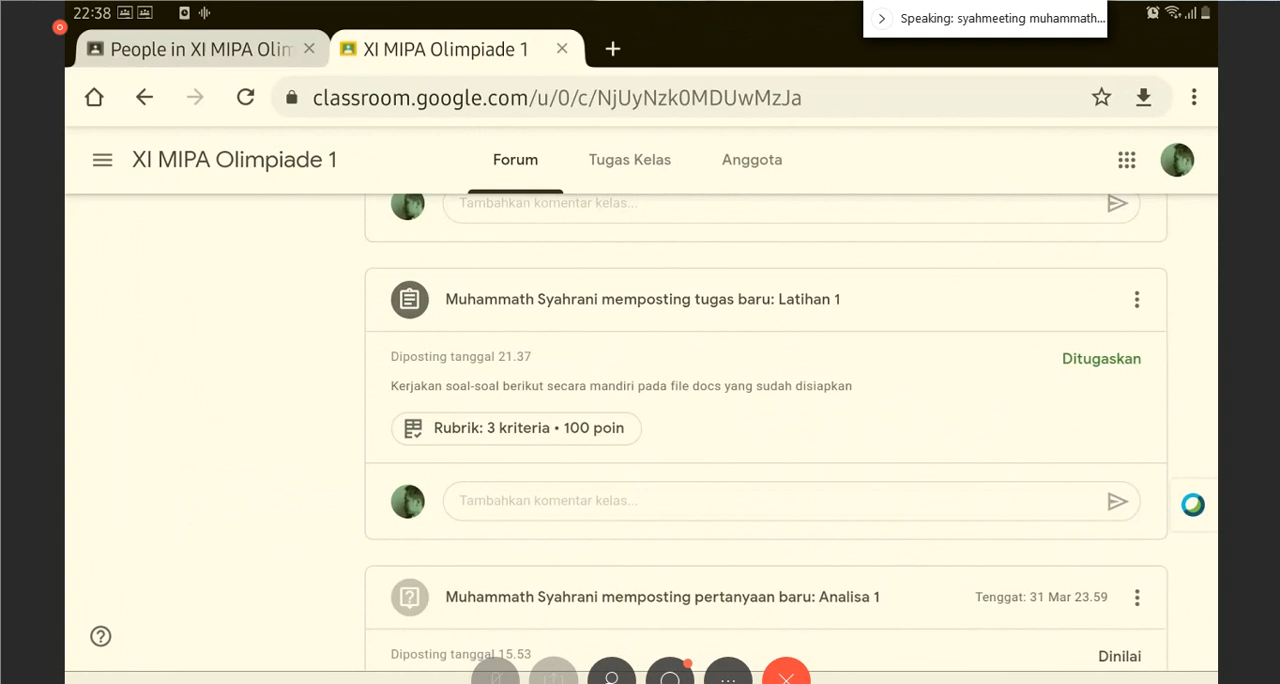 22:38
Speaking: syahmeeting muhammath...
People in XI MIPA Olim
XI MIPA Olimpiade 1
classroom.google.com/u/0/c/NjUyNzk0MDUwMzJa
XI MIPA Olimpiade 1
Forum
Tugas Kelas
Anggota
Tambahkan komentar kelas...
Muhammath Syahrani memposting tugas baru: Latihan 1
Diposting tanggal 21.37
Ditugaskan
Kerjakan soal-soal berikut secara mandiri pada file docs yang sudah disiapkan
Rubrik: 3 kriteria • 100 poin
Tambahkan komentar kelas...
Muhammath Syahrani memposting pertanyaan baru: Analisa 1
Tenggat: 31 Mar 23.59
Diposting tanggal 15.53
Dinilai